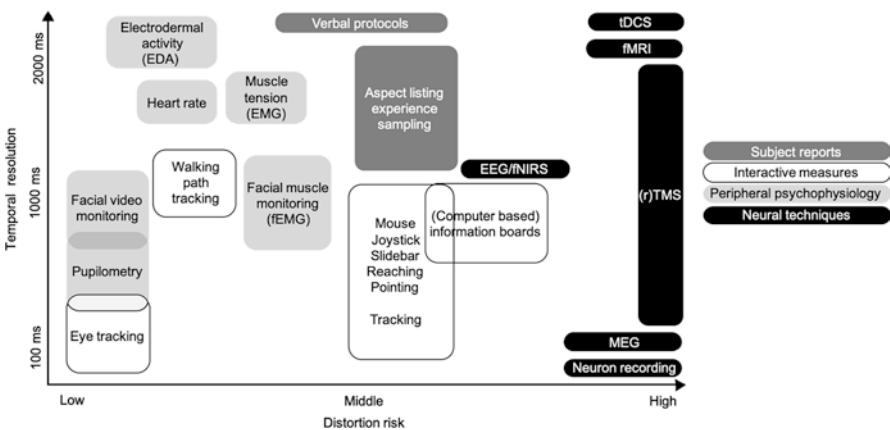 Temporal resolution
2000 ms
1000 ms
100 ms
Electrodermal
activity
(EDA)
Verbal protocols
tDCS
fMRI
Heart rate
Muscle
tension
(EMG)
Aspect listing
experience
sampling
Walking
path
tracking
Facial muscle
monitoring
(fEMG)
EEG/fNIRS
(r)TMS
Facial video
monitoring
Mouse
Joystick
Slidebar
Reaching
Pointing
Tracking
(Computer based)
information boards
Pupilometry
Eye tracking
MEG
Neuron recording
Low
Middle
High
Distortion risk
Subject reports
Interactive measures
Peripheral psychophysiology
Neural techniques